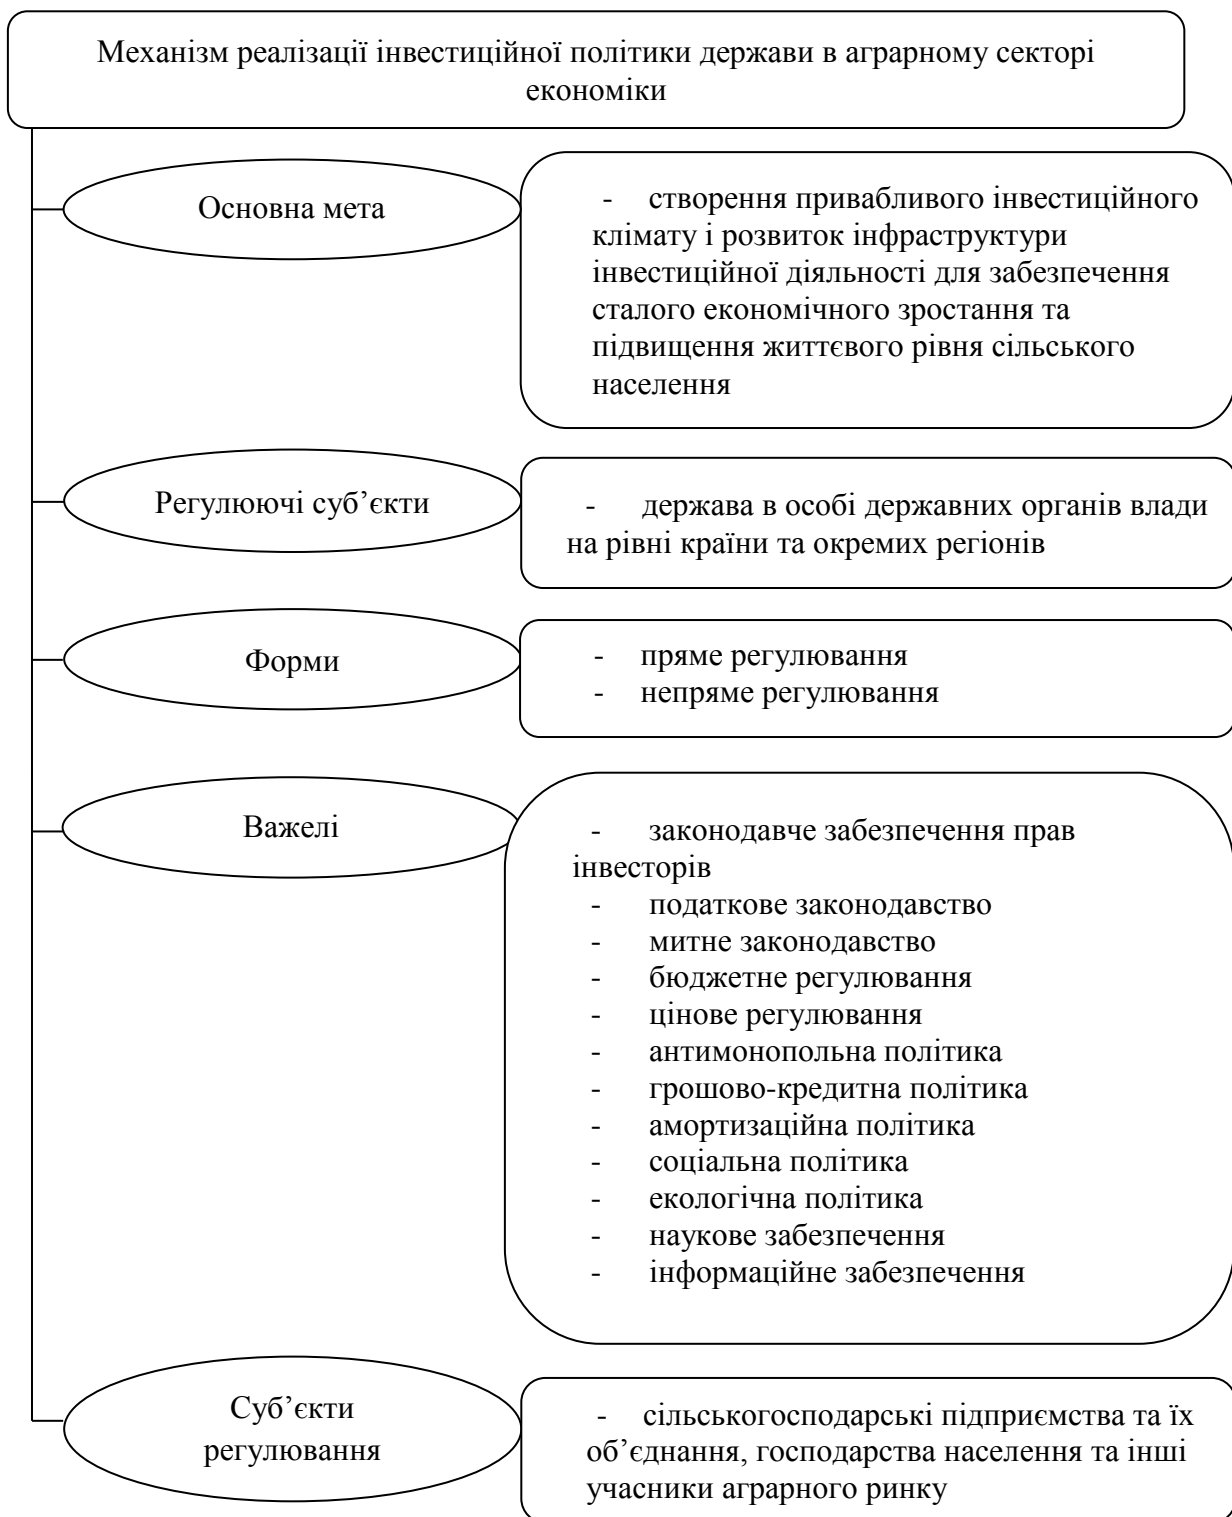 Механізм реалізації інвестиційної політики держави в аграрному секторі
економіки
Основна мета
- створення привабливого інвестиційного
клімату і розвиток інфраструктури
інвестиційної діяльності для забезпечення
сталого економічного зростання та
підвищення життєвого рівня сільського
населення
Регулюючі суб’єкти
- держава в особі державних органів влади
на рівні країни та окремих регіонів
Форми
- пряме регулювання
- непряме регулювання
Важелі
- законодавче забезпечення прав
інвесторів
- податкове законодавство
- митне законодавство
- бюджетне регулювання
- цінове регулювання
- антимонопольна політика
- грошово-кредитна політика
- амортизаційна політика
- соціальна політика
- екологічна політика
- наукове забезпечення
- інформаційне забезпечення
Суб’єкти
регулювання
- сільськогосподарські підприємства та їх
об’єднання, господарства населення та інші
учасники аграрного ринку